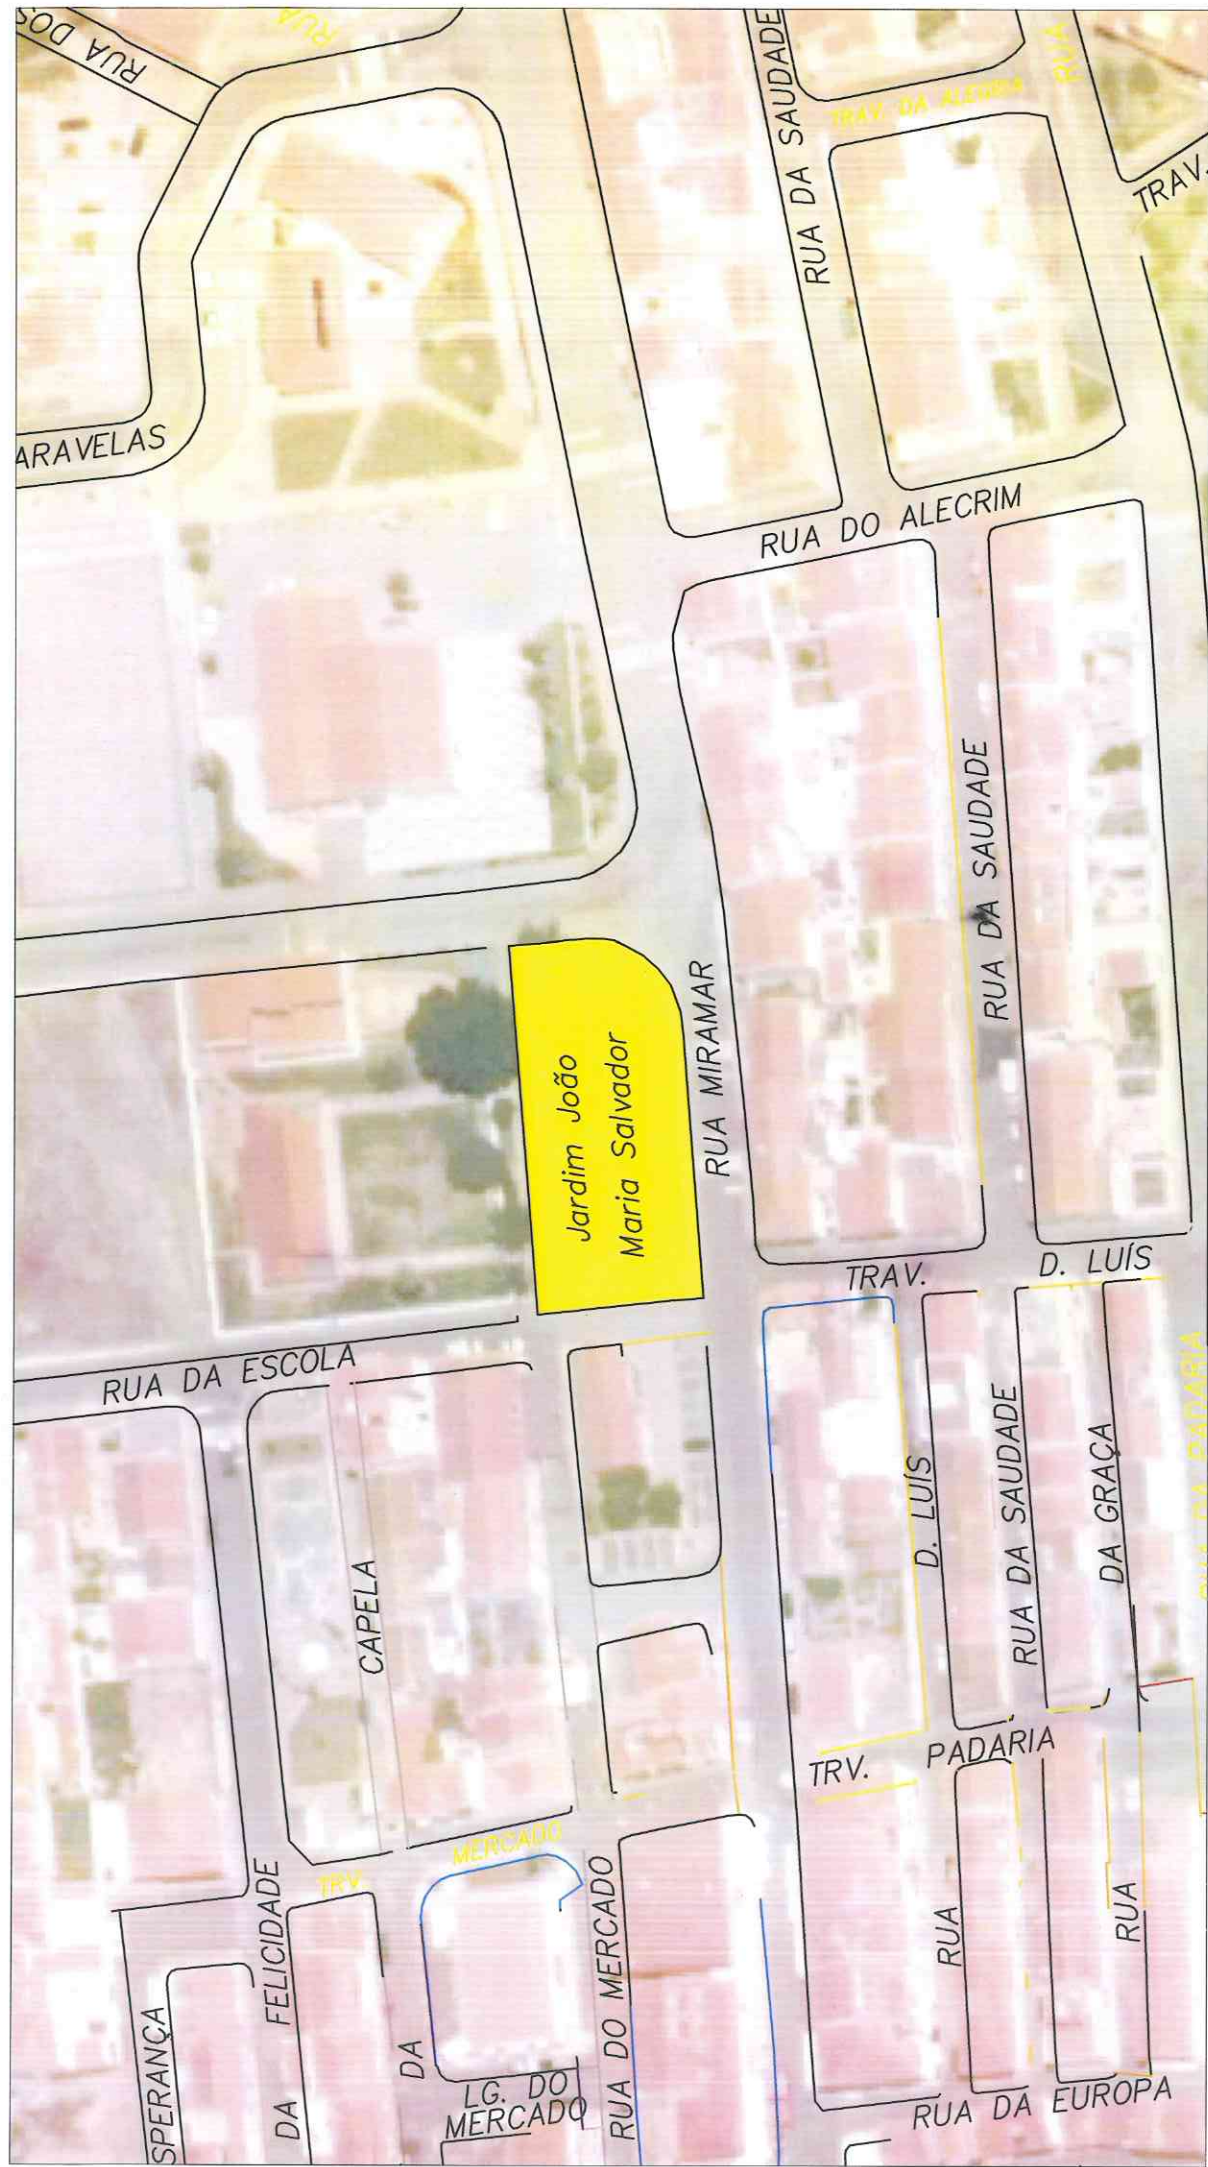 RUA DOS
RUA
RUA DA SAUDADE
TRAV. DA ALEGRIA
RUA
TRAV.
ARAVELAS
RUA DO ALECRIM
RUA DA SAUDADE
RUA MIRAMAR
Jardim João
Maria Salvador
TRAV. D. LUÍS
RUA DA ESCOLA
RUA DA PADARIA
D. LUÍS
RUA DA SAUDADE
DA GRAÇA
CAPELA
TRV. PADARIA
TRV. MERCADO
DA FELICIDADE
RUA DO MERCADO
RUA
RUA
SPERANÇA
DA
LG. DO
MERCADO
RUA DA EUROPA